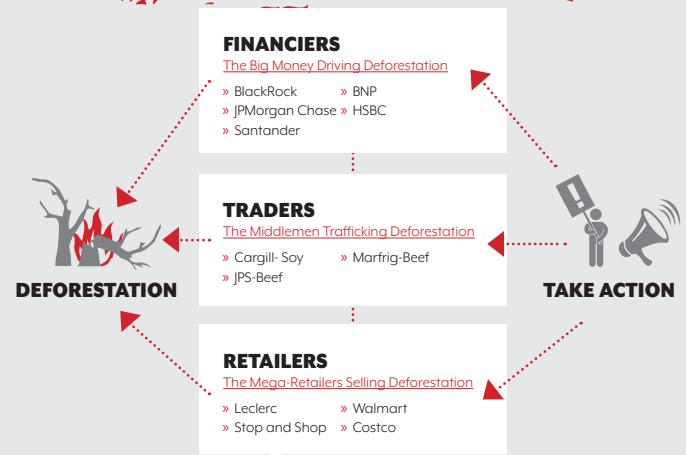 FINANCIERS
The Big Money Driving Deforestation
» BlackRock » BNP
» JPMorgan Chase » HSBC
» Santander
TRADERS
The Middlemen Trafficking Deforestation
» Cargill- Soy » Marfrig-Beef
» JPS-Beef
DEFORESTATION
TAKE ACTION
RETAILERS
The Mega-Retailers Selling Deforestation
» Leclerc » Walmart
» Stop and Shop » Costco